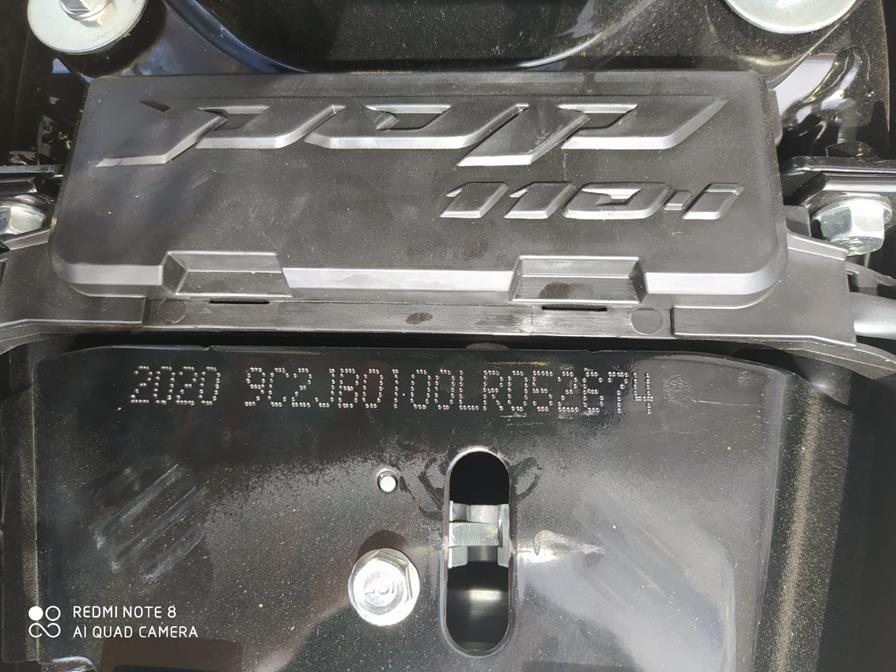 POP
110i
2020 9C2JB0100LR052674
REDMI NOTE 8
AI QUAD CAMERA